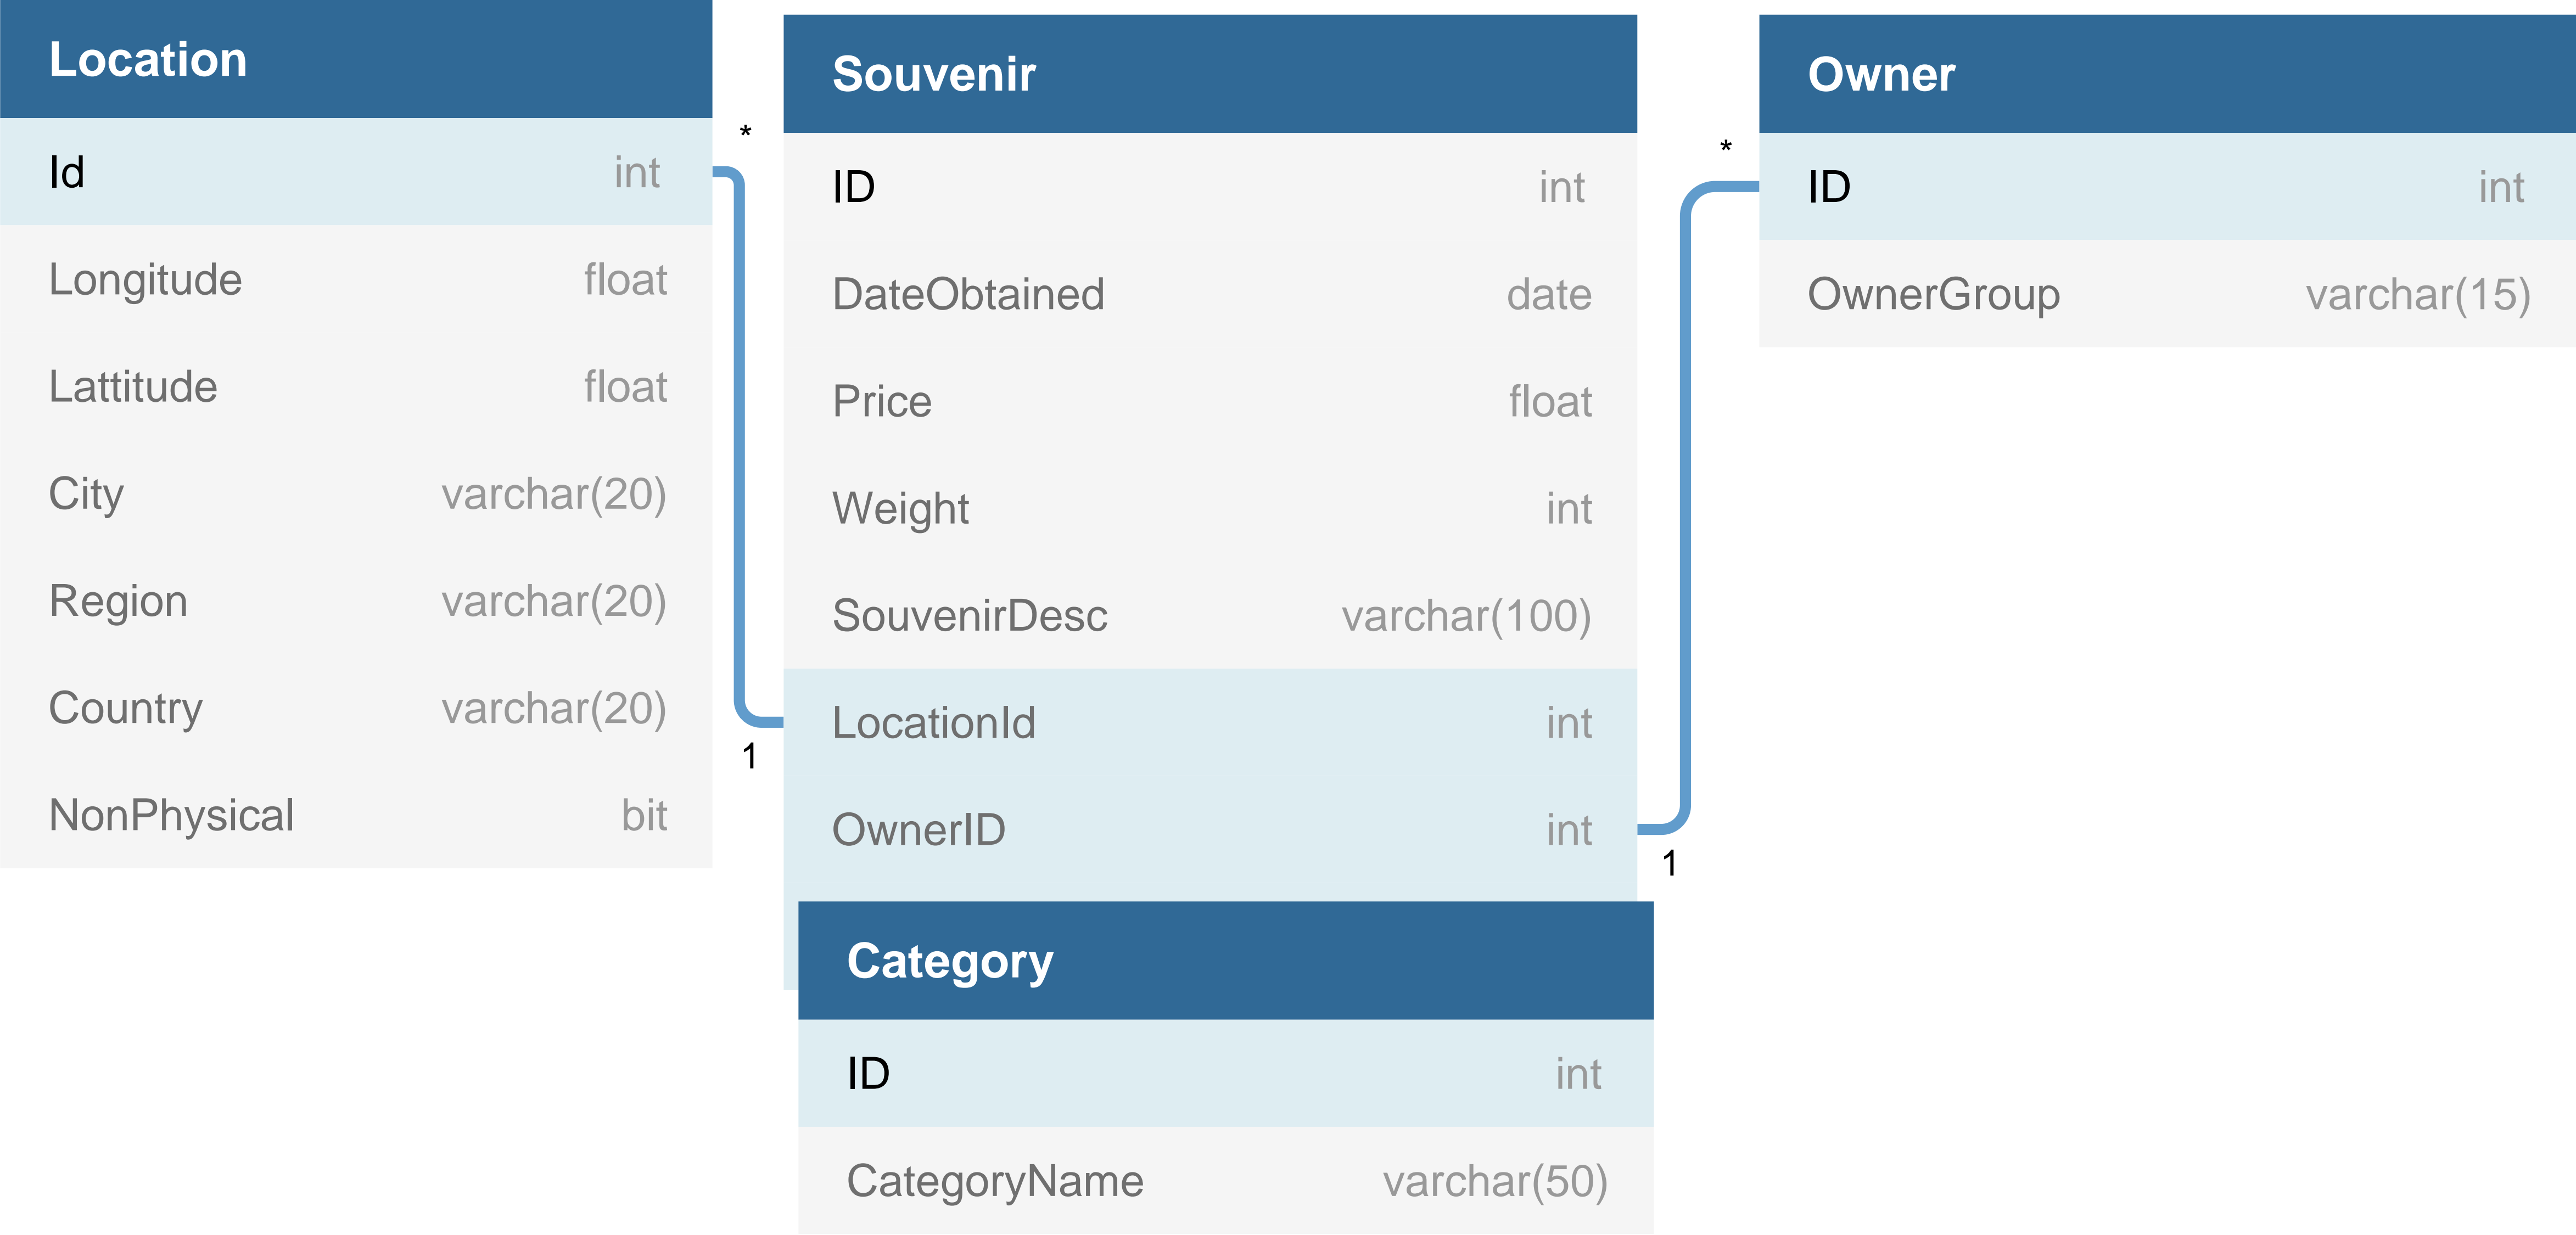 Location
Id int
Longitude float
Lattitude float
City varchar(20)
Region varchar(20)
Country varchar(20)
NonPhysical bit
*
1
Souvenir
ID int
DateObtained date
Price float
Weight int
SouvenirDesc varchar(100)
LocationId int
OwnerID int
*
1
Owner
ID int
OwnerGroup varchar(15)
Category
ID int
CategoryName varchar(50)